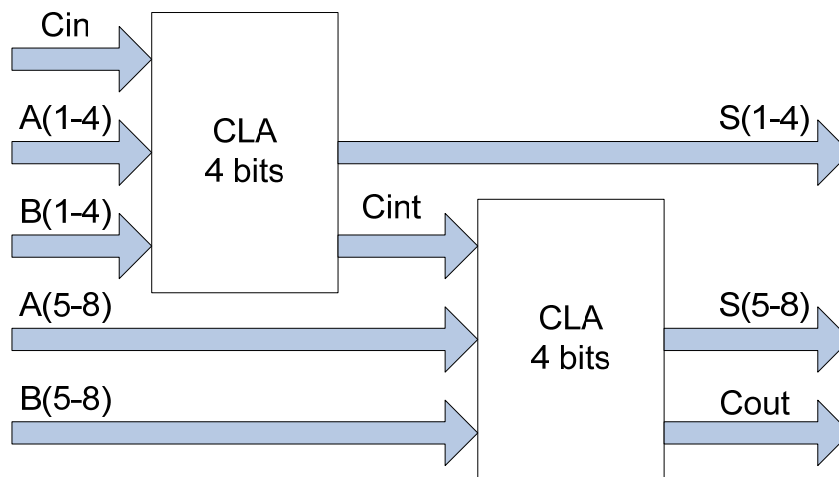 Cin
A(1-4)
B(1-4)
CLA
4 bits
S(1-4)
Cint
A(5-8)
B(5-8)
CLA
4 bits
S(5-8)
Cout